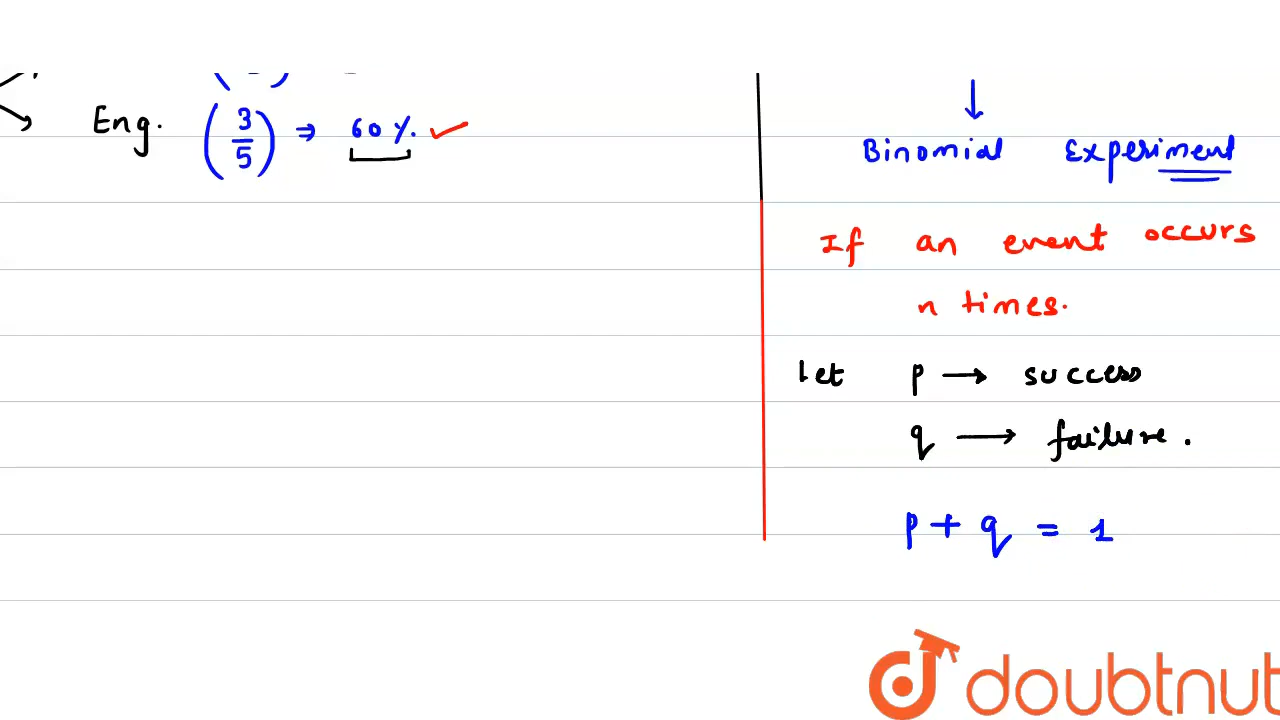 Eng. (3/5) ⇒ 60 %. ✓
↓
Binomial Experiment
If an event occurs
n times.
Let p → success
q → failure.
p + q = 1
doubtnut